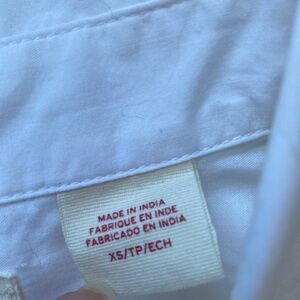 MADE IN INDIA
FABRIQUE EN INDE
FABRICADO EN INDIA
XS/TP/ECH